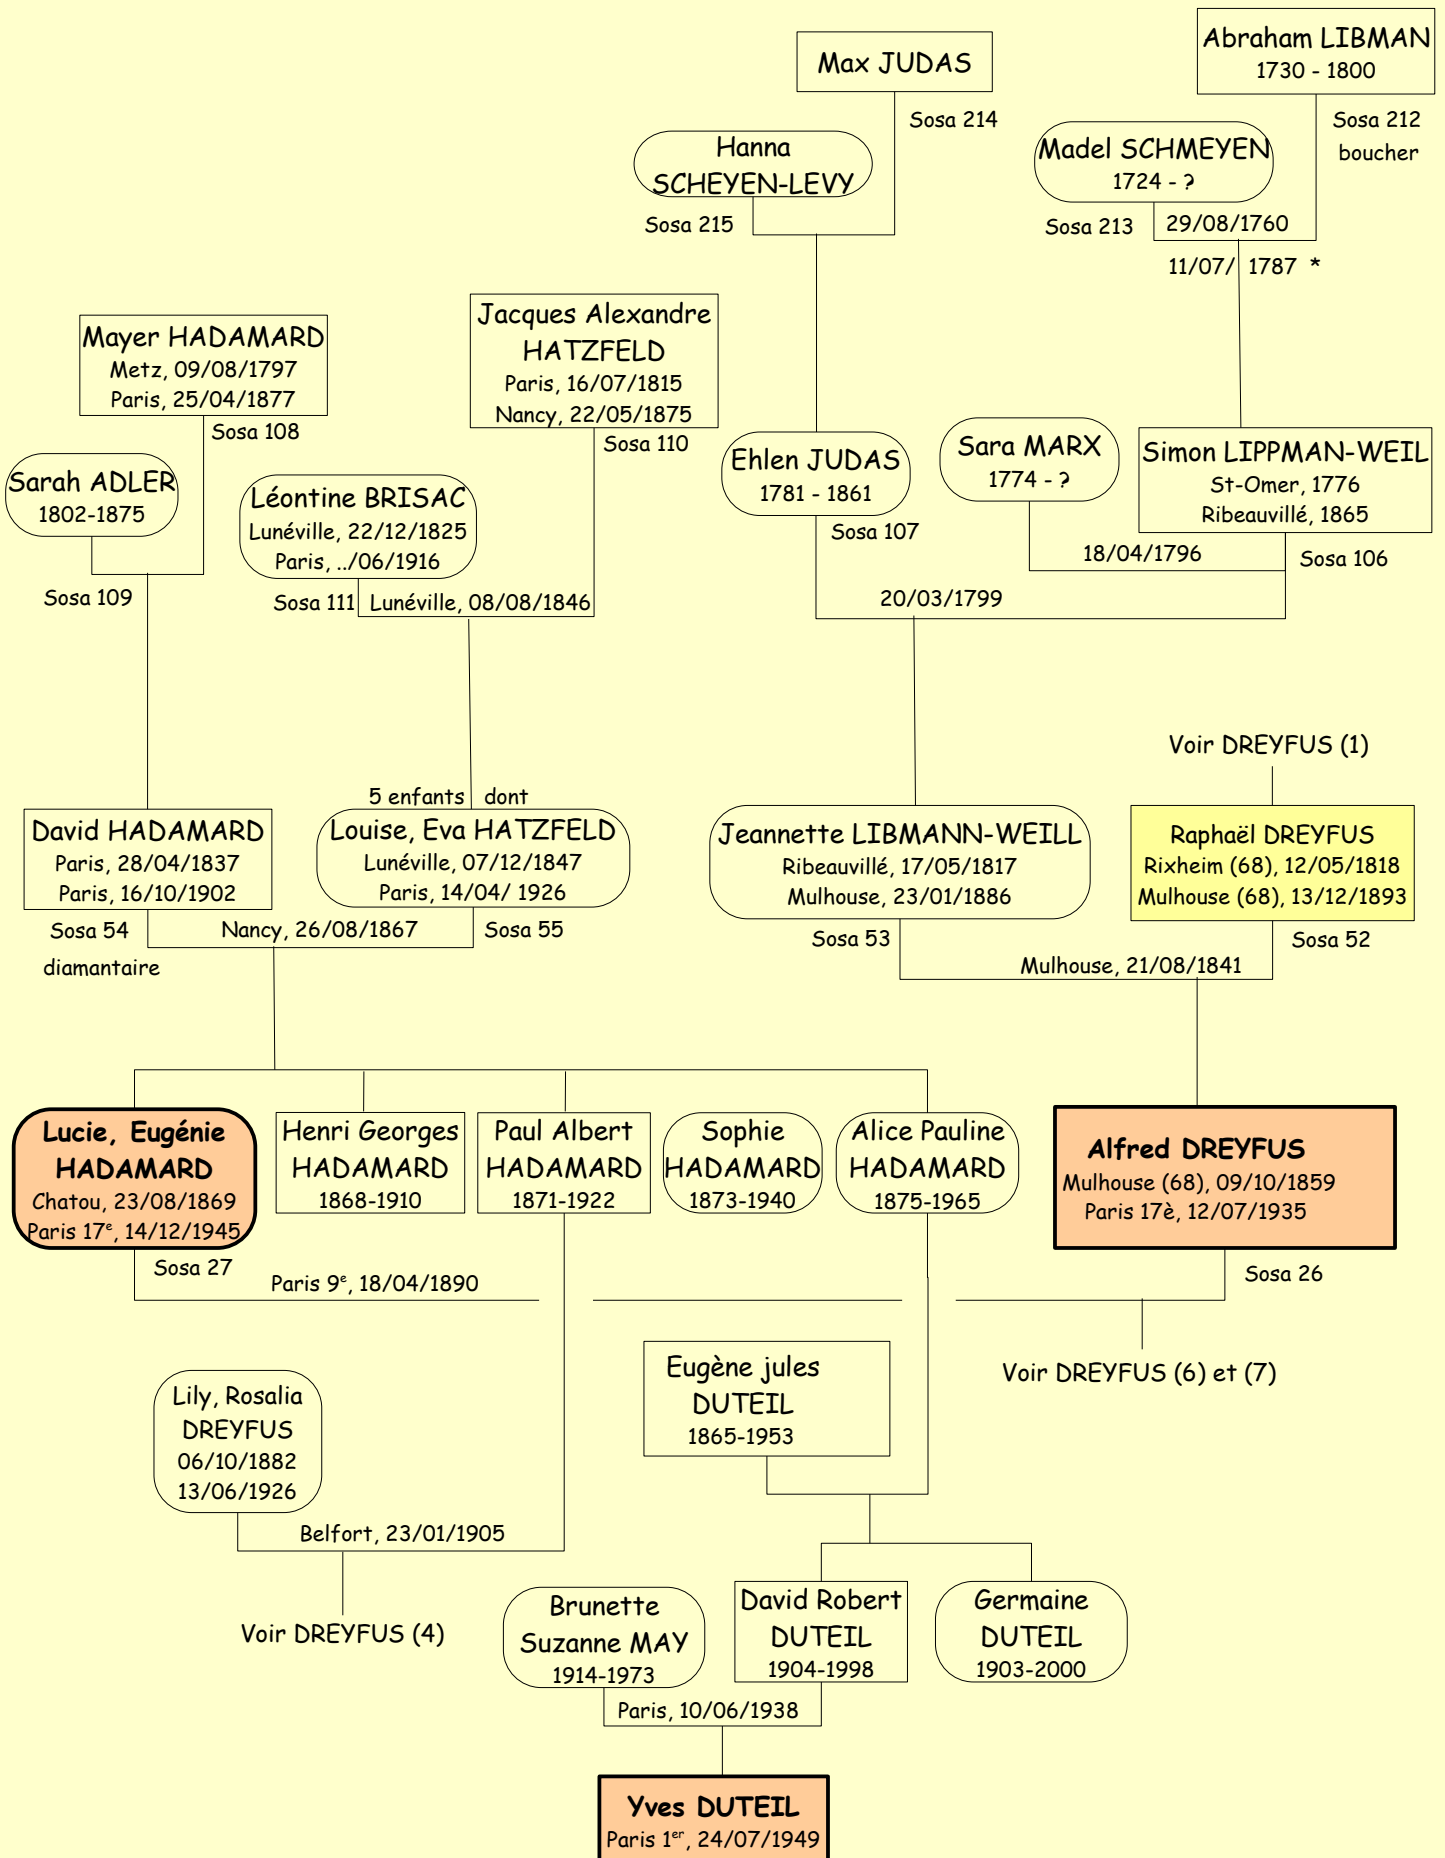 Abraham LIBMAN
1730 - 1800
Max JUDAS
Sosa 214
Sosa 212
boucher
Hanna
SCHEYEN-LEVY
Madel SCHMEYEN
1724 - ?
Sosa 215
Sosa 213
29/08/1760
11/07/ 1787 *
Mayer HADAMARD
Metz, 09/08/1797
Paris, 25/04/1877
Sosa 108
Jacques Alexandre
HATZFELD
Paris, 16/07/1815
Nancy, 22/05/1875
Sosa 110
Sarah ADLER
1802-1875
Sosa 109
Léontine BRISAC
Lunéville, 22/12/1825
Paris, ../06/1916
Sosa 111
Lunéville, 08/08/1846
Ehlen JUDAS
1781 - 1861
Sosa 107
Sara MARX
1774 - ?
Simon LIPPMAN-WEIL
St-Omer, 1776
Ribeauvillé, 1865
18/04/1796
Sosa 106
20/03/1799
Voir DREYFUS (1)
5 enfants dont
David HADAMARD
Paris, 28/04/1837
Paris, 16/10/1902
Sosa 54
diamantaire
Louise, Eva HATZFELD
Lunéville, 07/12/1847
Paris, 14/04/ 1926
Nancy, 26/08/1867
Sosa 55
Jeannette LIBMANN-WEILL
Ribeauvillé, 17/05/1817
Mulhouse, 23/01/1886
Sosa 53
Raphaël DREYFUS
Rixheim (68), 12/05/1818
Mulhouse (68), 13/12/1893
Sosa 52
Mulhouse, 21/08/1841
Lucie, Eugénie
HADAMARD
Chatou, 23/08/1869
Paris 17e, 14/12/1945
Sosa 27
Henri Georges
HADAMARD
1868-1910
Paul Albert
HADAMARD
1871-1922
Sophie
HADAMARD
1873-1940
Alice Pauline
HADAMARD
1875-1965
Alfred DREYFUS
Mulhouse (68), 09/10/1859
Paris 17è, 12/07/1935
Sosa 26
Paris 9e, 18/04/1890
Voir DREYFUS (6) et (7)
Lily, Rosalia
DREYFUS
06/10/1882
13/06/1926
Eugène jules
DUTEIL
1865-1953
Belfort, 23/01/1905
Voir DREYFUS (4)
Brunette
Suzanne MAY
1914-1973
David Robert
DUTEIL
1904-1998
Germaine
DUTEIL
1903-2000
Paris, 10/06/1938
Yves DUTEIL
Paris 1er, 24/07/1949